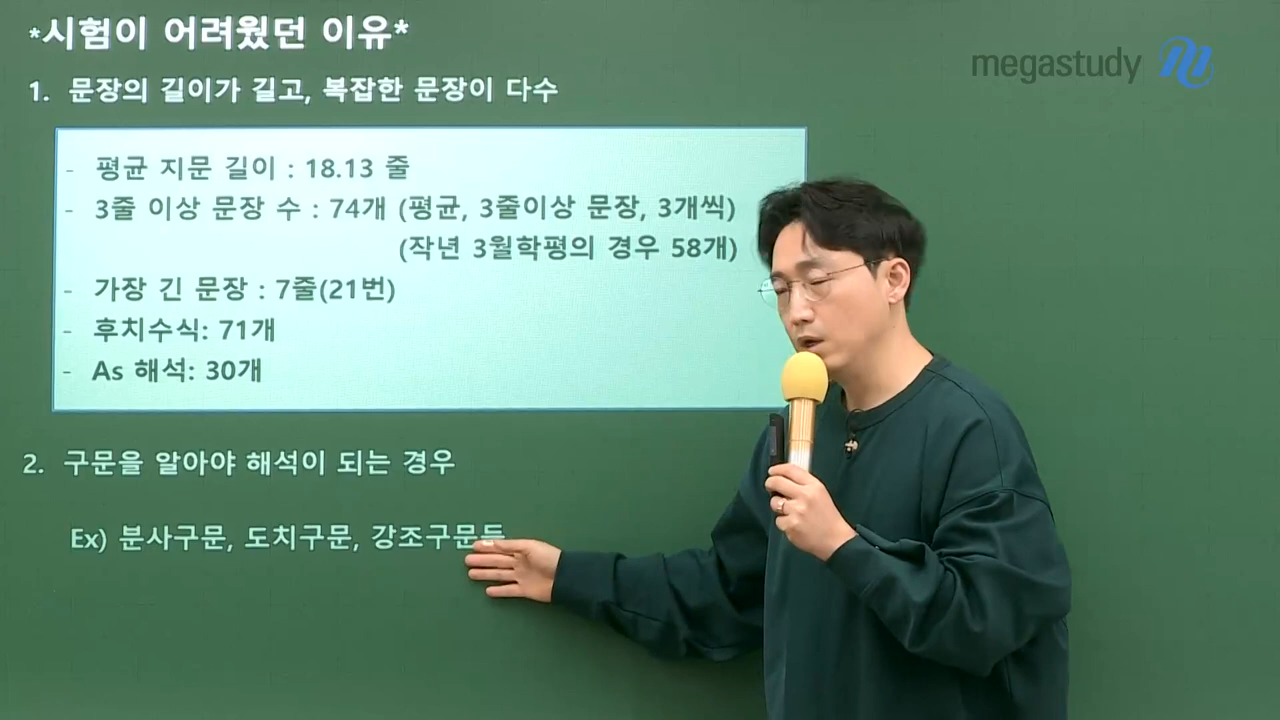 *시험이 어려웠던 이유*
megastudy
1. 문장의 길이가 길고, 복잡한 문장이 다수
- 평균 지문 길이 : 18.13 줄
- 3줄 이상 문장 수 : 74개 (평균, 3줄이상 문장, 3개씩)
(작년 3월학평의 경우 58개)
- 가장 긴 문장 : 7줄(21번)
- 후치수식: 71개
- As 해석: 30개
2. 구문을 알아야 해석이 되는 경우
Ex) 분사구문, 도치구문, 강조구문등